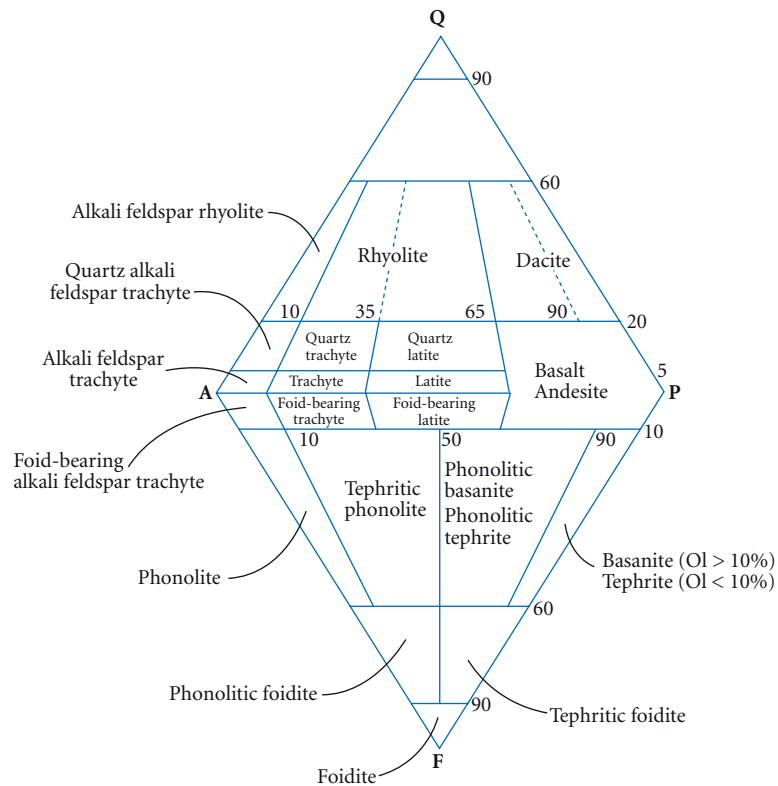 Q
90
60
Alkali feldspar rhyolite
Rhyolite
Dacite
Quartz alkali
feldspar trachyte
10
35
65
90
20
Quartz
trachyte
Quartz
latite
Alkali feldspar
trachyte
Basalt
Andesite
5
Trachyte
Latite
A
P
Foid-bearing
trachyte
Foid-bearing
latite
10
50
90
10
Foid-bearing
alkali feldspar trachyte
Tephritic
phonolite
Phonolitic
basanite
Phonolitic
tephrite
Phonolite
Basanite (Ol > 10%)
Tephrite (Ol < 10%)
60
Phonolitic foidite
90
Tephritic foidite
F
Foidite